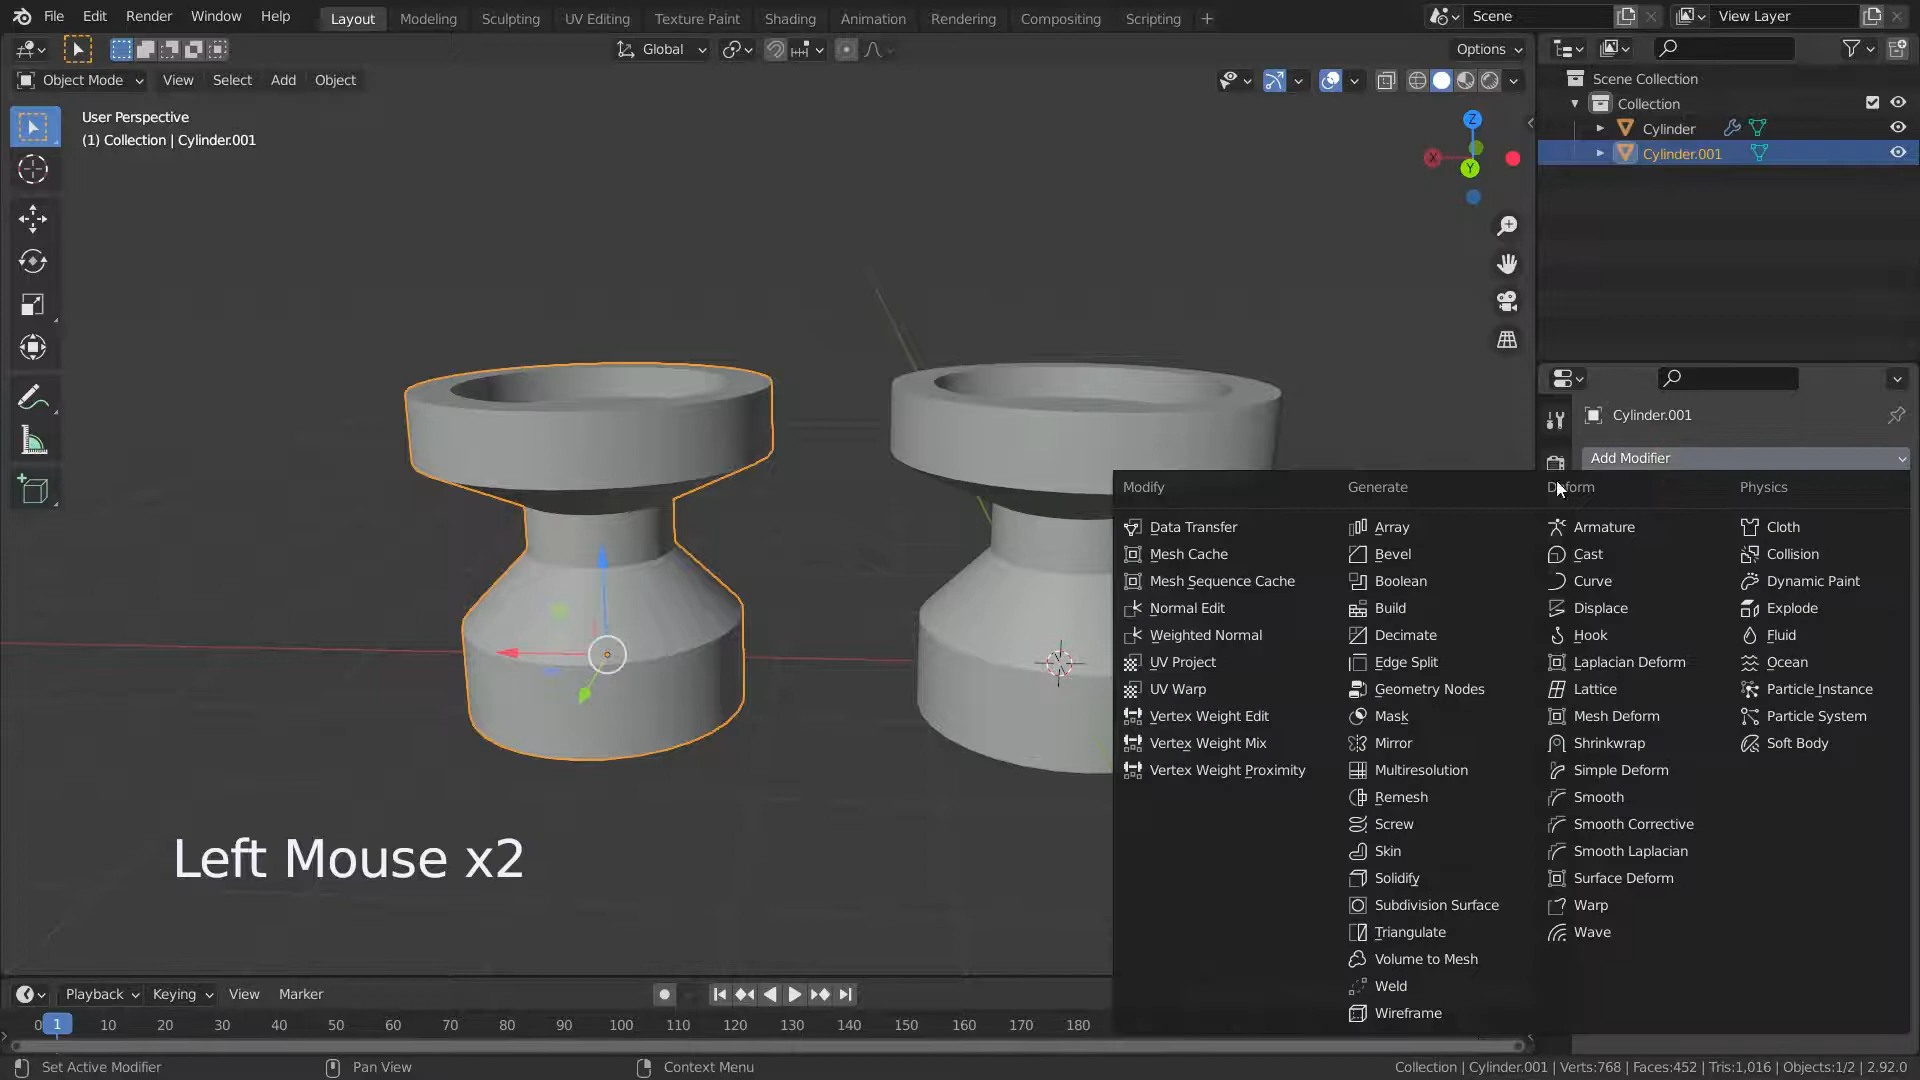 File Edit Render Window Help Layout Modeling Sculpting UV Editing Texture Paint Shading Animation Rendering Compositing Scripting + Scene View Layer
Global Options
Object Mode View Select Add Object
User Perspective
(1) Collection | Cylinder.001
Z
X
Y
Scene Collection
Collection
Cylinder
Cylinder.001
Cylinder.001
Add Modifier
Modify Generate Deform Physics
Data Transfer Array Armature Cloth
Mesh Cache Bevel Cast Collision
Mesh Sequence Cache Boolean Curve Dynamic Paint
Normal Edit Build Displace Explode
Weighted Normal Decimate Hook Fluid
UV Project Edge Split Laplacian Deform Ocean
UV Warp Geometry Nodes Lattice Particle Instance
Vertex Weight Edit Mask Mesh Deform Particle System
Vertex Weight Mix Mirror Shrinkwrap Soft Body
Vertex Weight Proximity Multiresolution Simple Deform
Remesh Smooth
Screw Smooth Corrective
Skin Smooth Laplacian
Solidify Surface Deform
Subdivision Surface Warp
Triangulate Wave
Volume to Mesh
Weld
Wireframe
Left Mouse x2
Playback Keying View Marker
0 1 10 20 30 40 50 60 70 80 90 100 110 120 130 140 150 160 170 180
Set Active Modifier Pan View Context Menu Collection | Cylinder.001 | Verts:768 | Faces:452 | Tris:1,016 | Objects:1/2 | 2.92.0